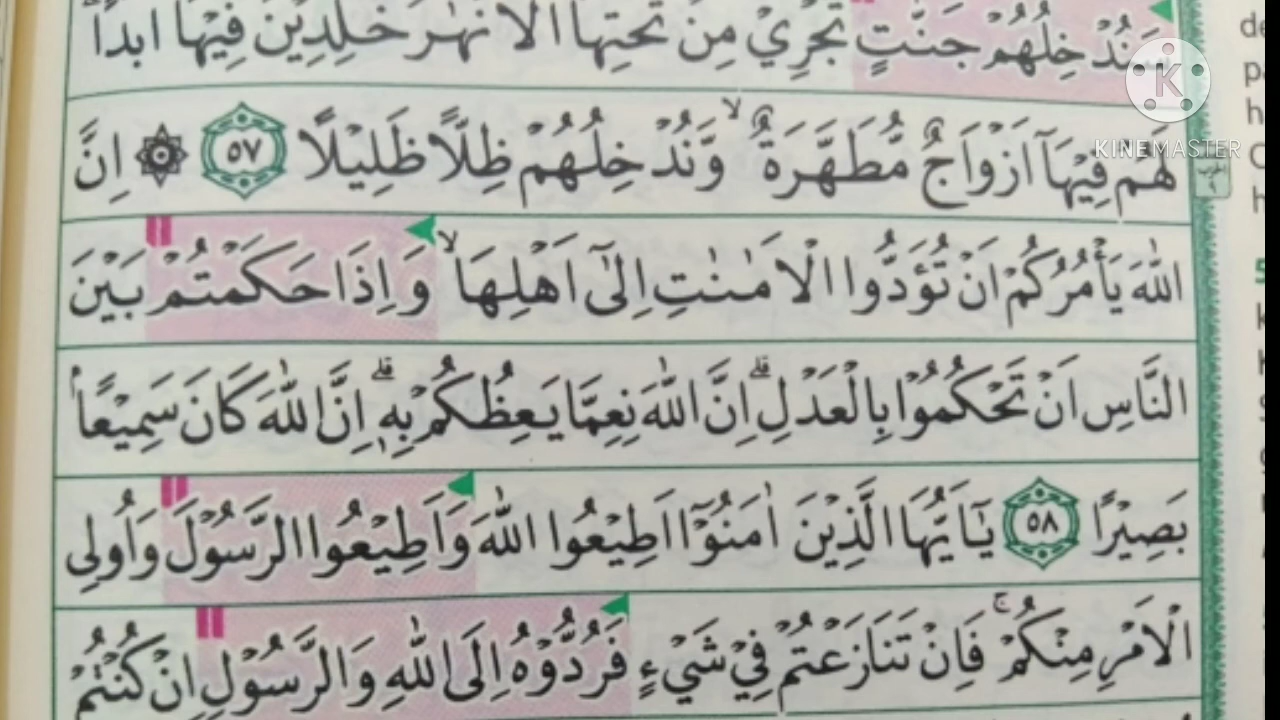 سَنُدْخِلُهُمْ جَنّٰتٍ تَجْرِيْ مِنْ تَحْتِهَا الْاَنْهٰرُ خٰلِدِيْنَ فِيْهَآ اَبَدًاۗ
لَهُمْ فِيْهَآ اَزْوَاجٌ مُّطَهَّرَةٌ ۙ وَّنُدْخِلُهُمْ ظِلًّا ظَلِيْلًا ٥٧ ۞ اِنَّ
اللّٰهَ يَأْمُرُكُمْ اَنْ تُؤَدُّوا الْاَمٰنٰتِ اِلٰٓى اَهْلِهَاۙ وَاِذَا حَكَمْتُمْ بَيْنَ
النَّاسِ اَنْ تَحْكُمُوْا بِالْعَدْلِ ۗ اِنَّ اللّٰهَ نِعِمَّا يَعِظُكُمْ بِهٖ ۗ اِنَّ اللّٰهَ كَانَ سَمِيْعًاۢ
بَصِيْرًا ٥٨ يٰٓاَيُّهَا الَّذِيْنَ اٰمَنُوْٓا اَطِيْعُوا اللّٰهَ وَاَطِيْعُوا الرَّسُوْلَ وَاُولِى
الْاَمْرِ مِنْكُمْۚ فَاِنْ تَنَازَعْتُمْ فِيْ شَيْءٍ فَرُدُّوْهُ اِلَى اللّٰهِ وَالرَّسُوْلِ اِنْ كُنْتُمْ
K
KINEMASTER